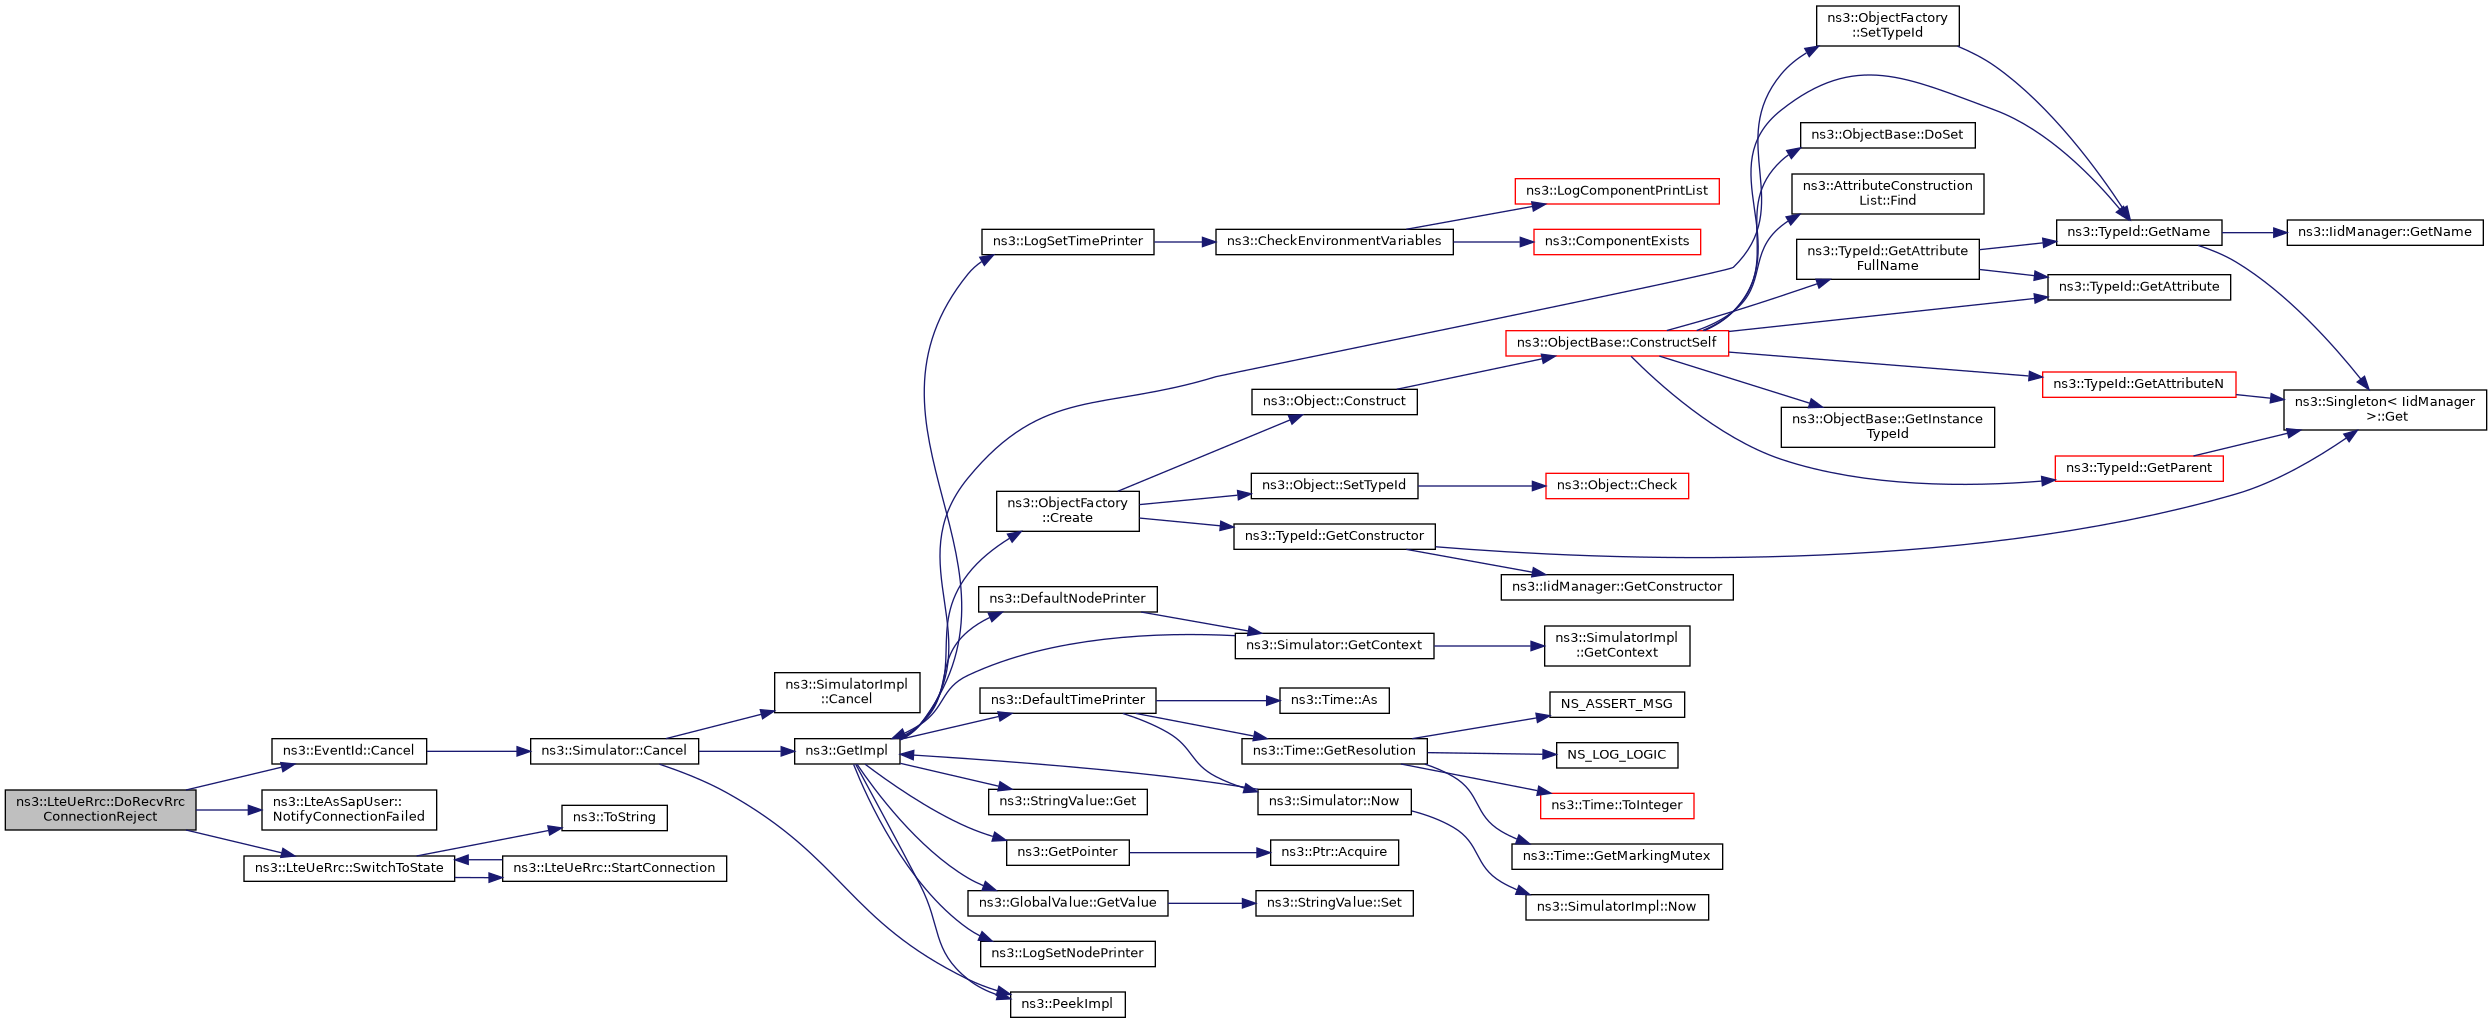 ns3::LteUeRrc::DoRecvRrc
ConnectionReject
ns3::EventId::Cancel
ns3::LteAsSapUser::
NotifyConnectionFailed
ns3::LteUeRrc::SwitchToState
ns3::Simulator::Cancel
ns3::ToString
ns3::LteUeRrc::StartConnection
ns3::SimulatorImpl
::Cancel
ns3::GetImpl
ns3::LogSetTimePrinter
ns3::ObjectFactory
::Create
ns3::DefaultNodePrinter
ns3::DefaultTimePrinter
ns3::StringValue::Get
ns3::GetPointer
ns3::GlobalValue::GetValue
ns3::LogSetNodePrinter
ns3::PeekImpl
ns3::CheckEnvironmentVariables
ns3::Object::Construct
ns3::Object::SetTypeId
ns3::TypeId::GetConstructor
ns3::Simulator::GetContext
ns3::Time::As
ns3::Time::GetResolution
ns3::Simulator::Now
ns3::Ptr::Acquire
ns3::StringValue::Set
ns3::LogComponentPrintList
ns3::ComponentExists
ns3::ObjectBase::ConstructSelf
ns3::Object::Check
ns3::IidManager::GetConstructor
ns3::SimulatorImpl
::GetContext
NS_ASSERT_MSG
NS_LOG_LOGIC
ns3::Time::ToInteger
ns3::Time::GetMarkingMutex
ns3::SimulatorImpl::Now
ns3::ObjectFactory
::SetTypeId
ns3::ObjectBase::DoSet
ns3::AttributeConstruction
List::Find
ns3::TypeId::GetAttribute
FullName
ns3::ObjectBase::GetInstance
TypeId
ns3::TypeId::GetName
ns3::TypeId::GetAttribute
ns3::TypeId::GetAttributeN
ns3::TypeId::GetParent
ns3::IidManager::GetName
ns3::Singleton< IidManager
>::Get